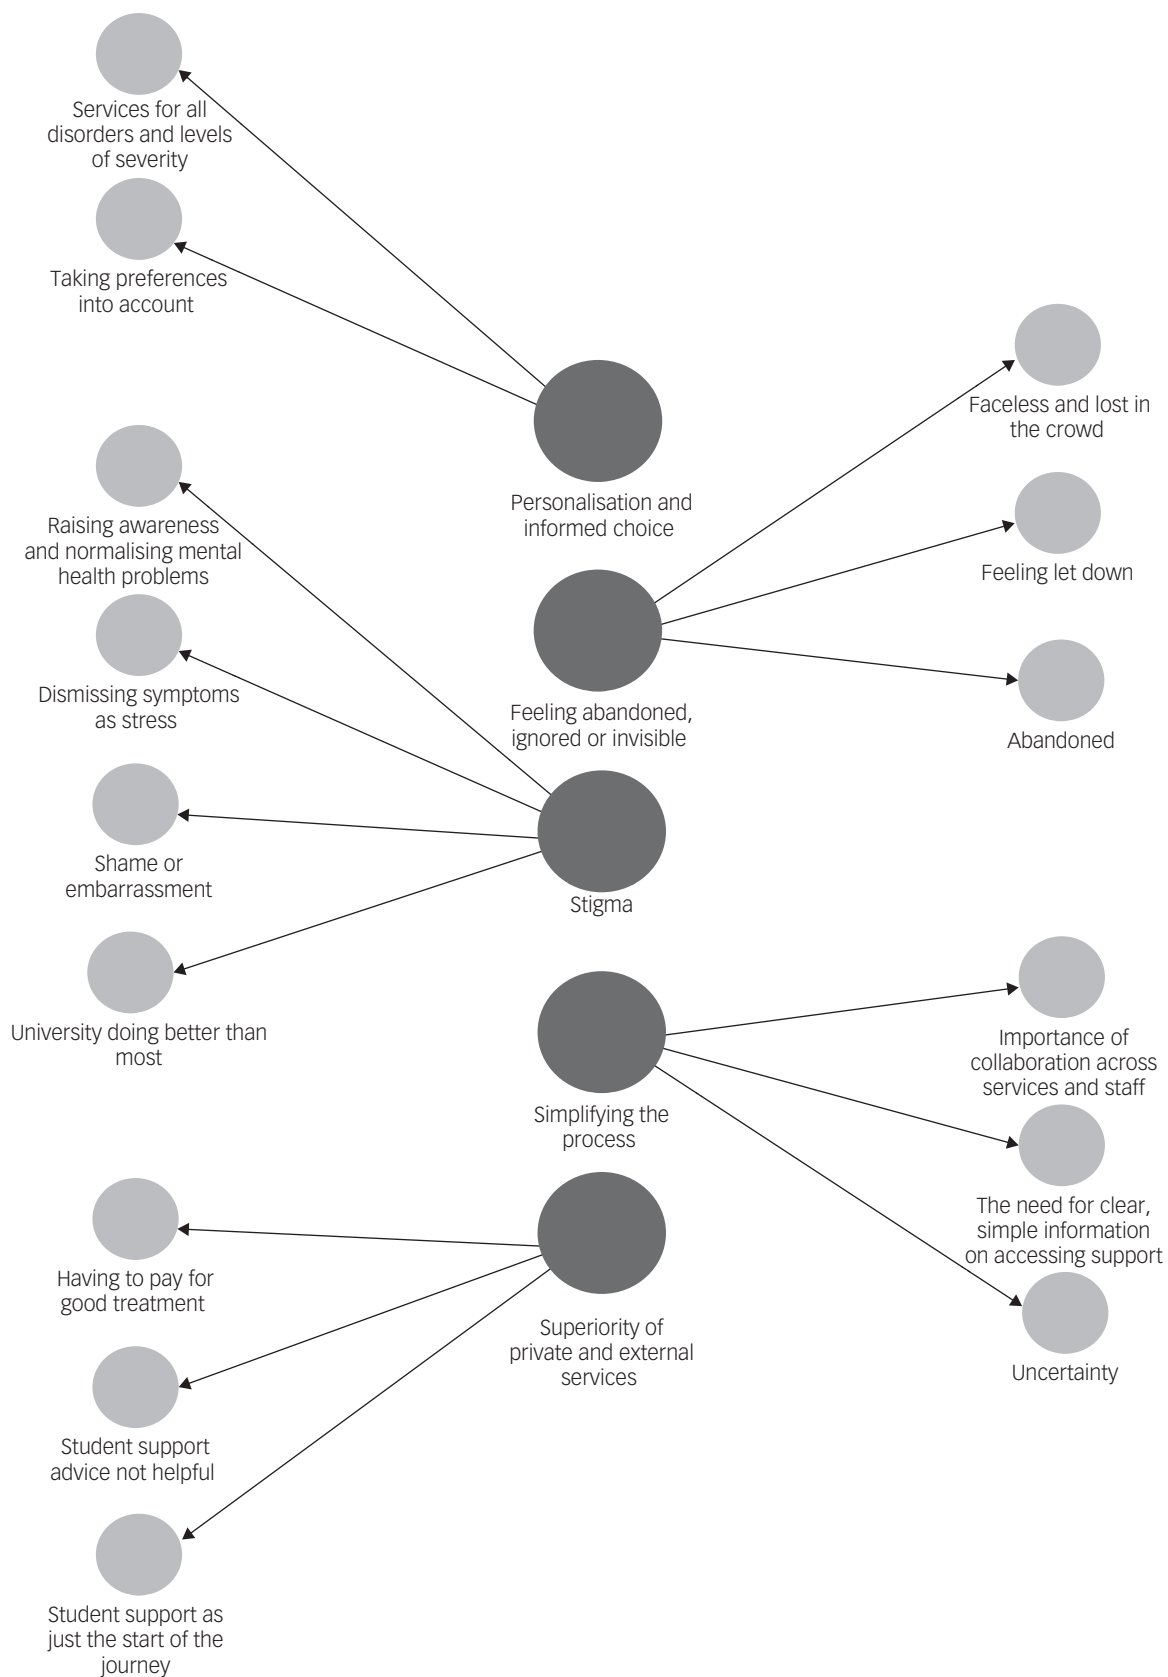 Services for all
disorders and levels
of severity
Taking preferences
into account
Personalisation and
informed choice
Faceless and lost in
the crowd
Raising awareness
and normalising mental
health problems
Feeling let down
Dismissing symptoms
as stress
Feeling abandoned,
ignored or invisible
Abandoned
Shame or
embarrassment
Stigma
University doing better than
most
Importance of
collaboration across
services and staff
Simplifying the
process
The need for clear,
simple information
on accessing support
Having to pay for
good treatment
Superiority of
private and external
services
Uncertainty
Student support
advice not helpful
Student support as
just the start of the
journey